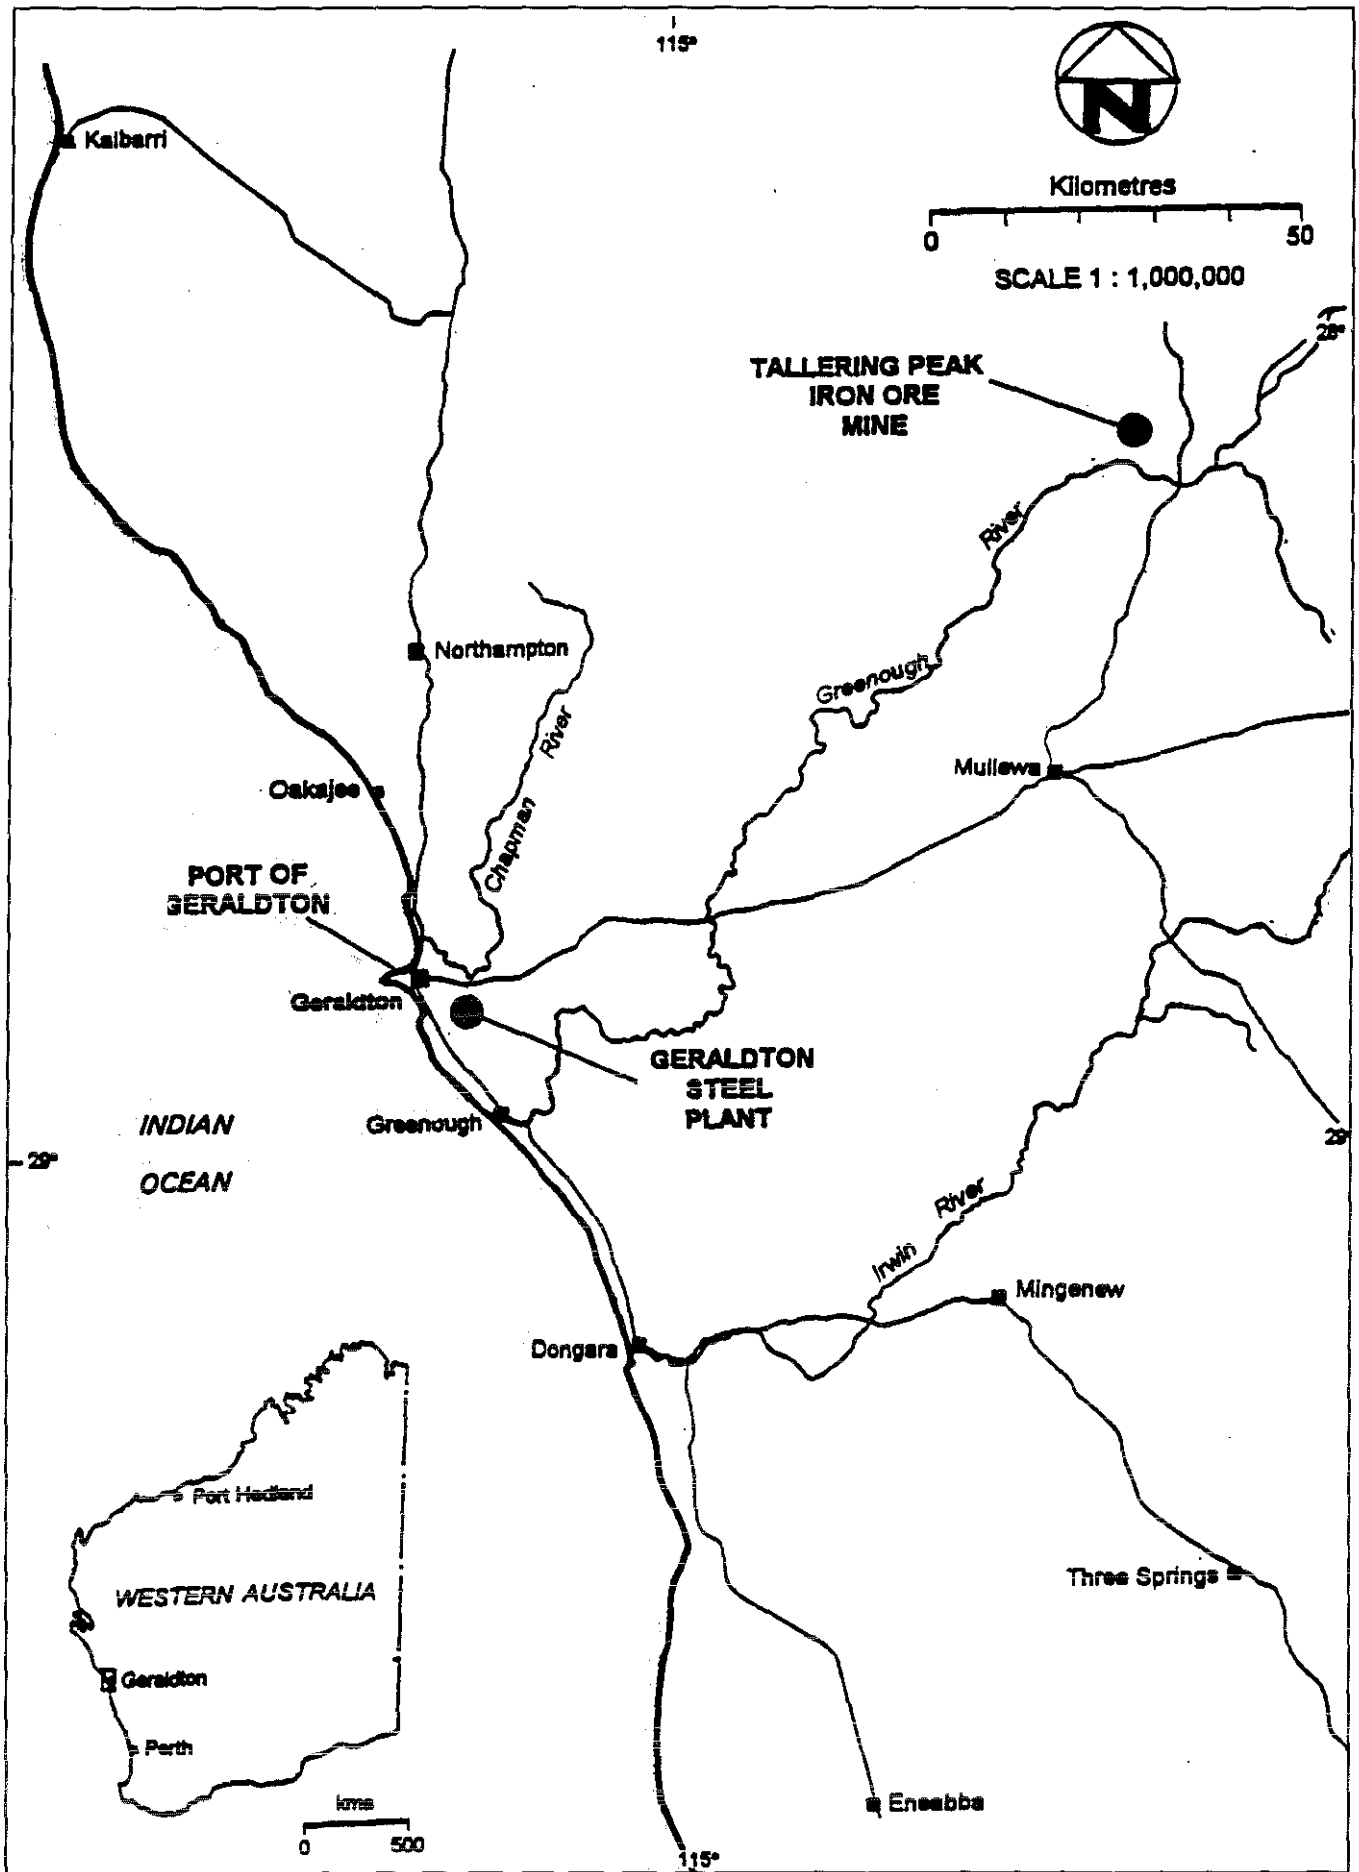 115°
N
Kalbarri
Kilometres
0 50
SCALE 1 : 1,000,000
28°
TALLERING PEAK
IRON ORE
MINE
River
Greenough
Northampton
River
Chapman
Mullewa
Oakajee
PORT OF
GERALDTON
Geraldton
GERALDTON
STEEL
PLANT
Greenough
INDIAN
OCEAN
29°
29°
River
Irwin
Mingenew
Dongara
Port Hedland
WESTERN AUSTRALIA
Three Springs
Geraldton
Perth
kms
0 500
Eneabba
115°